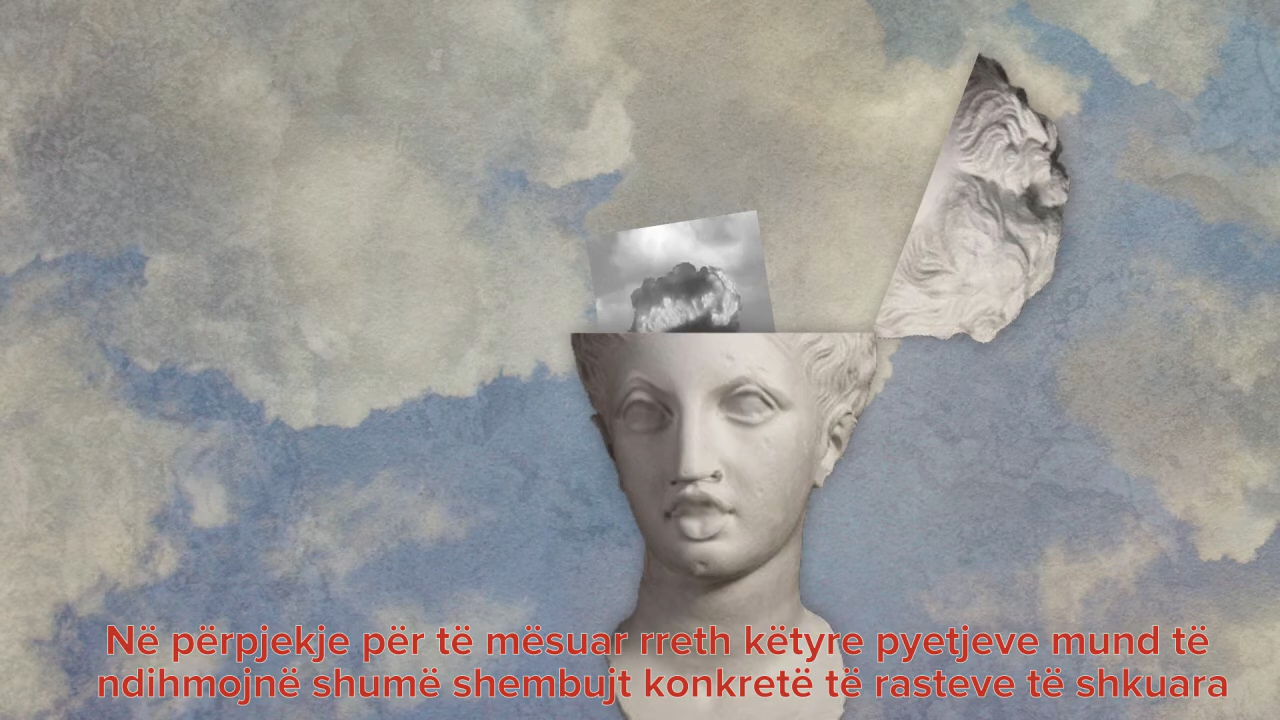 Në përpjekje për të mësuar rreth këtyre pyetjeve mund të
ndihmojnë shumë shembujt konkretë të rasteve të shkuara